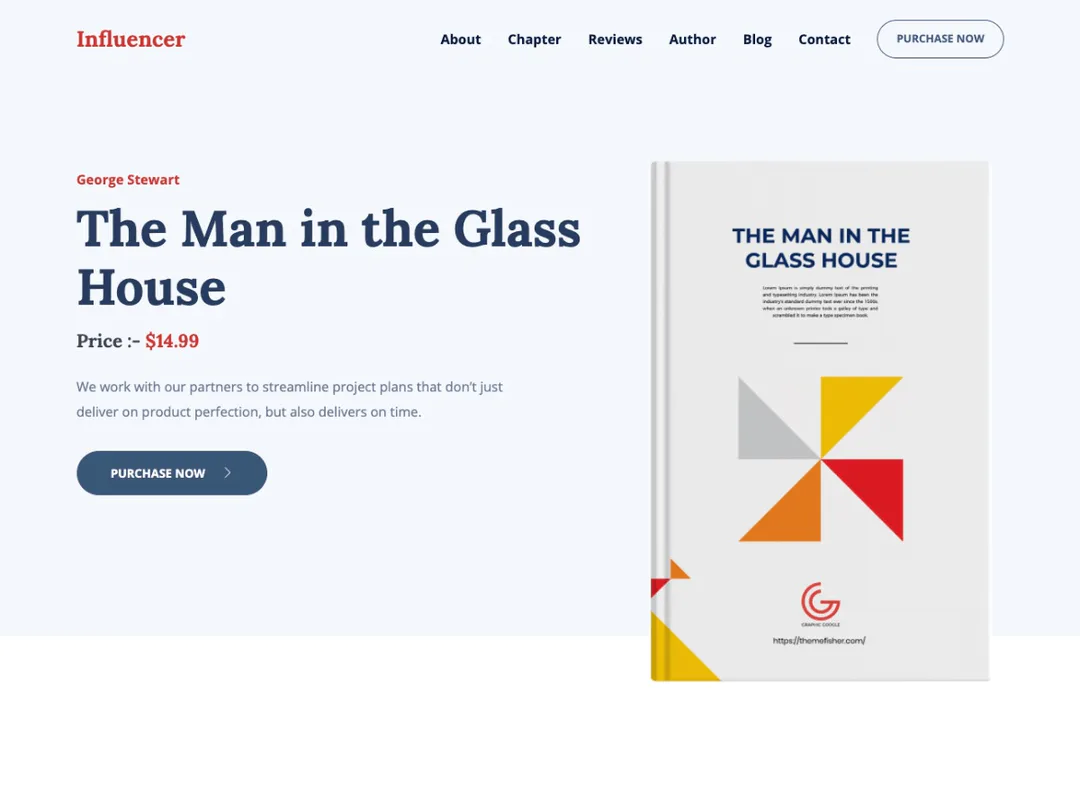 Influencer
About Chapter Reviews Author Blog Contact PURCHASE NOW
George Stewart
The Man in the Glass
House
Price :- $14.99
We work with our partners to streamline project plans that don't just
deliver on product perfection, but also delivers on time.
PURCHASE NOW
THE MAN IN THE
GLASS HOUSE
Lorem Ipsum is simply dummy text of the printing
and typesetting industry. Lorem Ipsum has been the
industry's standard dummy text ever since the 1500s,
when an unknown printer took a galley of type and
scrambled it to make a type specimen book.
GRAPHIC GOOGLE
https://themefisher.com/